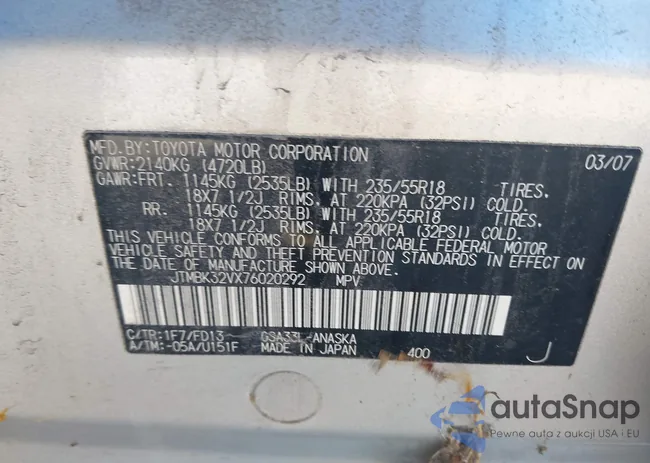 MFD.BY:TOYOTA MOTOR CORPORATION 03/07
GVWR:2140KG (4720LB)
GAWR:FRT. 1145KG (2535LB) WITH 235/55R18 TIRES.
18X7 1/2J RIMS. AT 220KPA (32PSI) COLD.
RR. 1145KG (2535LB) WITH 235/55R18 TIRES.
18X7 1/2J RIMS. AT 220KPA (32PSI) COLD.
THIS VEHICLE CONFORMS TO ALL APPLICABLE FEDERAL MOTOR
VEHICLE SAFETY AND THEFT PREVENTION STANDARDS IN EFFECT ON
THE DATE OF MANUFACTURE SHOWN ABOVE.
JTMBK32VX76020292 MPV
C/TR:1F7/FD13 GSA33L-ANASKA
A/TM:-05A/U151F MADE IN JAPAN 400 J
autaSnap
Pewne auta z aukcji USA i EU